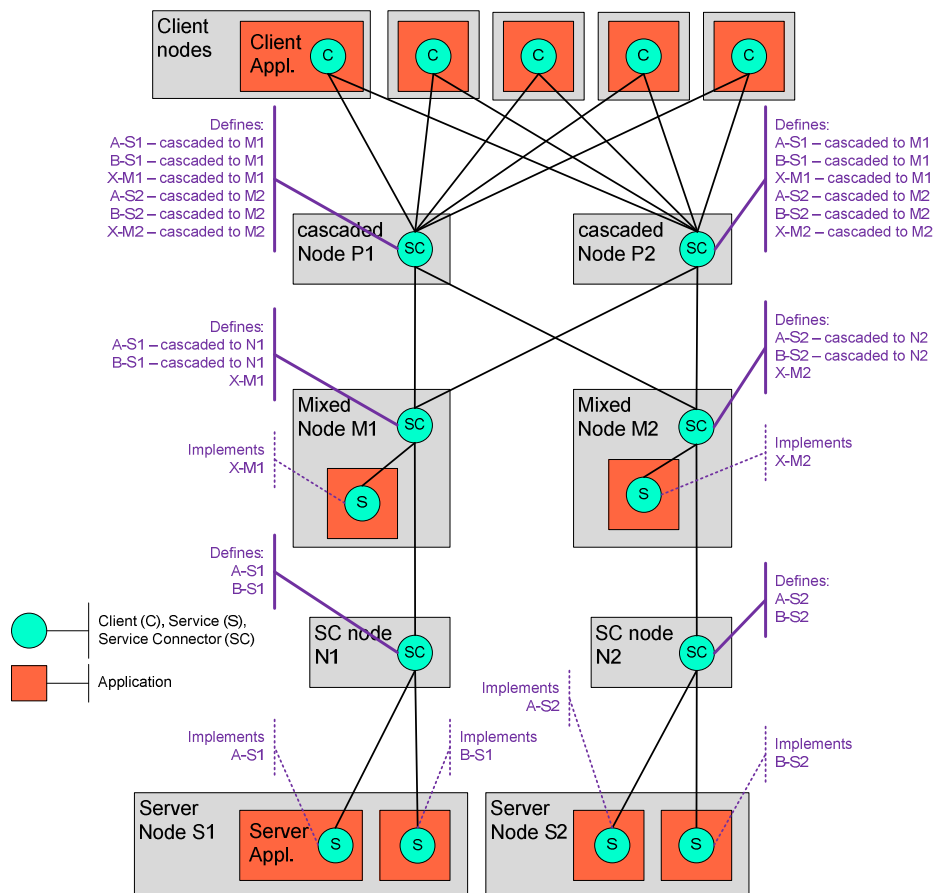 Client
nodes
Client
Appl.
C
C
C
C
C
Defines:
A-S1 – cascaded to M1
B-S1 – cascaded to M1
X-M1 – cascaded to M1
A-S2 – cascaded to M2
B-S2 – cascaded to M2
X-M2 – cascaded to M2
Defines:
A-S1 – cascaded to M1
B-S1 – cascaded to M1
X-M1 – cascaded to M1
A-S2 – cascaded to M2
B-S2 – cascaded to M2
X-M2 – cascaded to M2
cascaded
Node P1
SC
cascaded
Node P2
SC
Defines:
A-S1 – cascaded to N1
B-S1 – cascaded to N1
X-M1
Defines:
A-S2 – cascaded to N2
B-S2 – cascaded to N2
X-M2
Mixed
Node M1
SC
Mixed
Node M2
SC
Implements
X-M1
S
Implements
X-M2
S
Defines:
A-S1
B-S1
Defines:
A-S2
B-S2
Client (C), Service (S),
Service Connector (SC)
Application
SC node
N1
SC
SC node
N2
SC
Implements
A-S1
Implements
B-S1
Implements
A-S2
Implements
B-S2
Server
Node S1
Server
Appl.
S
S
Server
Node S2
S
S